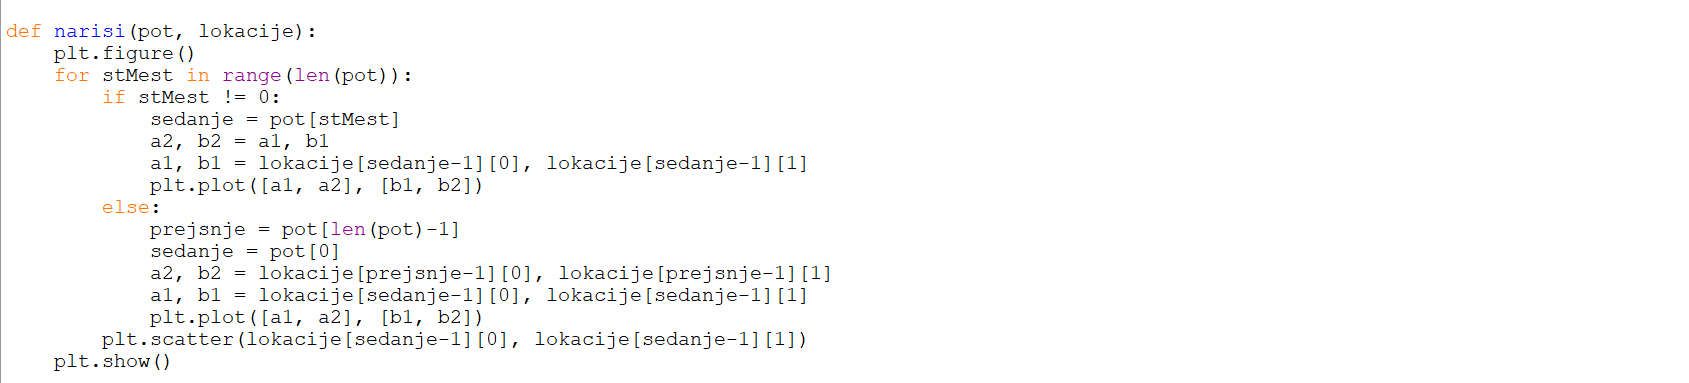 def narisi(pot, lokacije):
    plt.figure()
    for stMest in range(len(pot)):
        if stMest != 0:
            sedanje = pot[stMest]
            a2, b2 = a1, b1
            a1, b1 = lokacije[sedanje-1][0], lokacije[sedanje-1][1]
            plt.plot([a1, a2], [b1, b2])
        else:
            prejsnje = pot[len(pot)-1]
            sedanje = pot[0]
            a2, b2 = lokacije[prejsnje-1][0], lokacije[prejsnje-1][1]
            a1, b1 = lokacije[sedanje-1][0], lokacije[sedanje-1][1]
            plt.plot([a1, a2], [b1, b2])
        plt.scatter(lokacije[sedanje-1][0], lokacije[sedanje-1][1])
    plt.show()